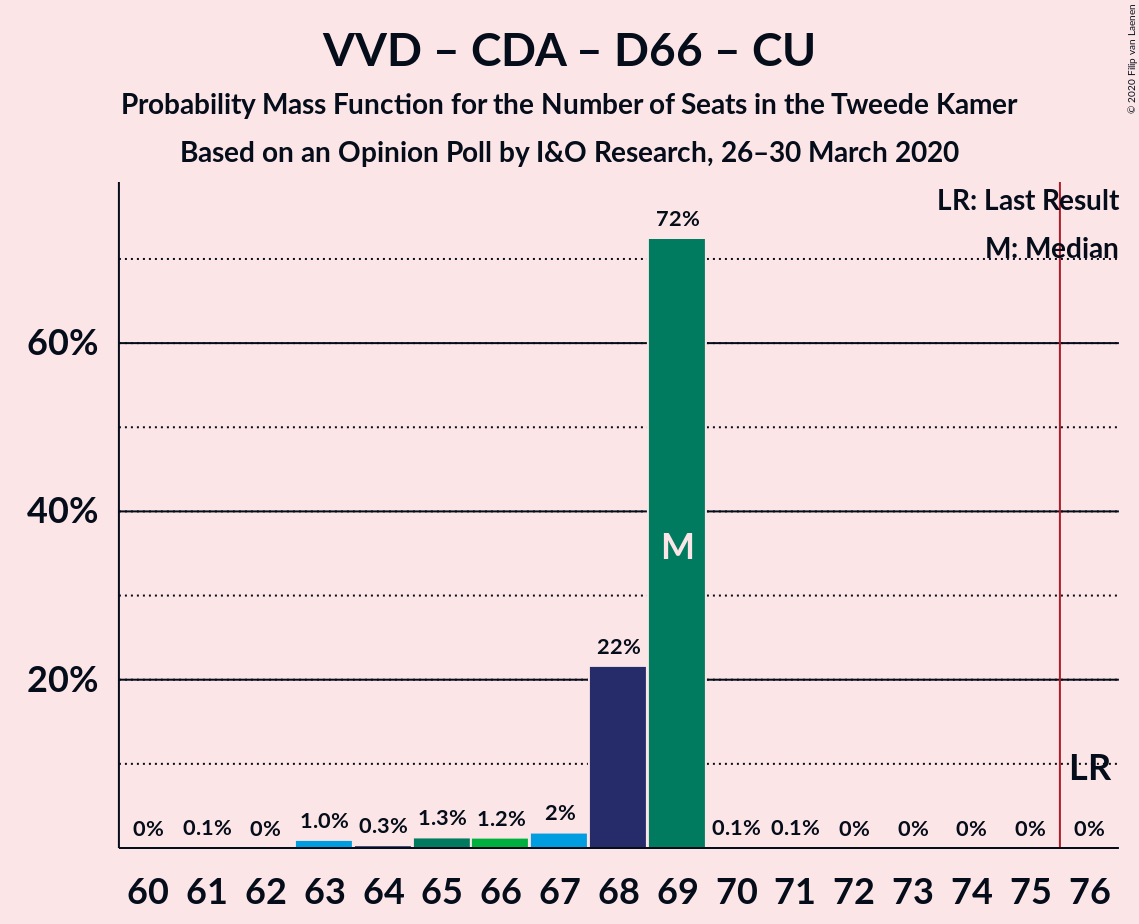 VVD – CDA – D66 – CU
Probability Mass Function for the Number of Seats in the Tweede Kamer
Based on an Opinion Poll by I&O Research, 26–30 March 2020
© 2020 Filip van Laenen
LR: Last Result
M: Median
72%
60%
M
40%
22%
20%
LR
0% 0.1% 0% 1.0% 0.3% 1.3% 1.2% 2% 0.1% 0.1% 0% 0% 0% 0% 0%
60 61 62 63 64 65 66 67 68 69 70 71 72 73 74 75 76